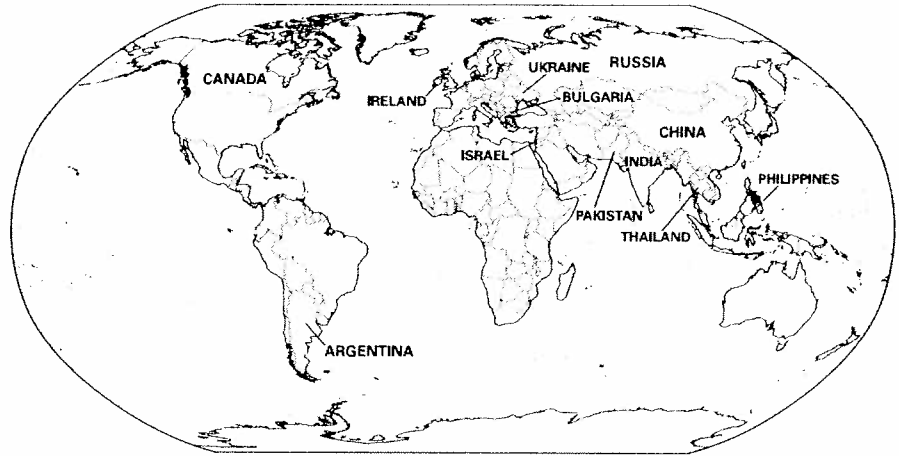 UKRAINE
RUSSIA
CANADA
IRELAND
BULGARIA
CHINA
ISRAEL
INDIA
PHILIPPINES
PAKISTAN
THAILAND
ARGENTINA